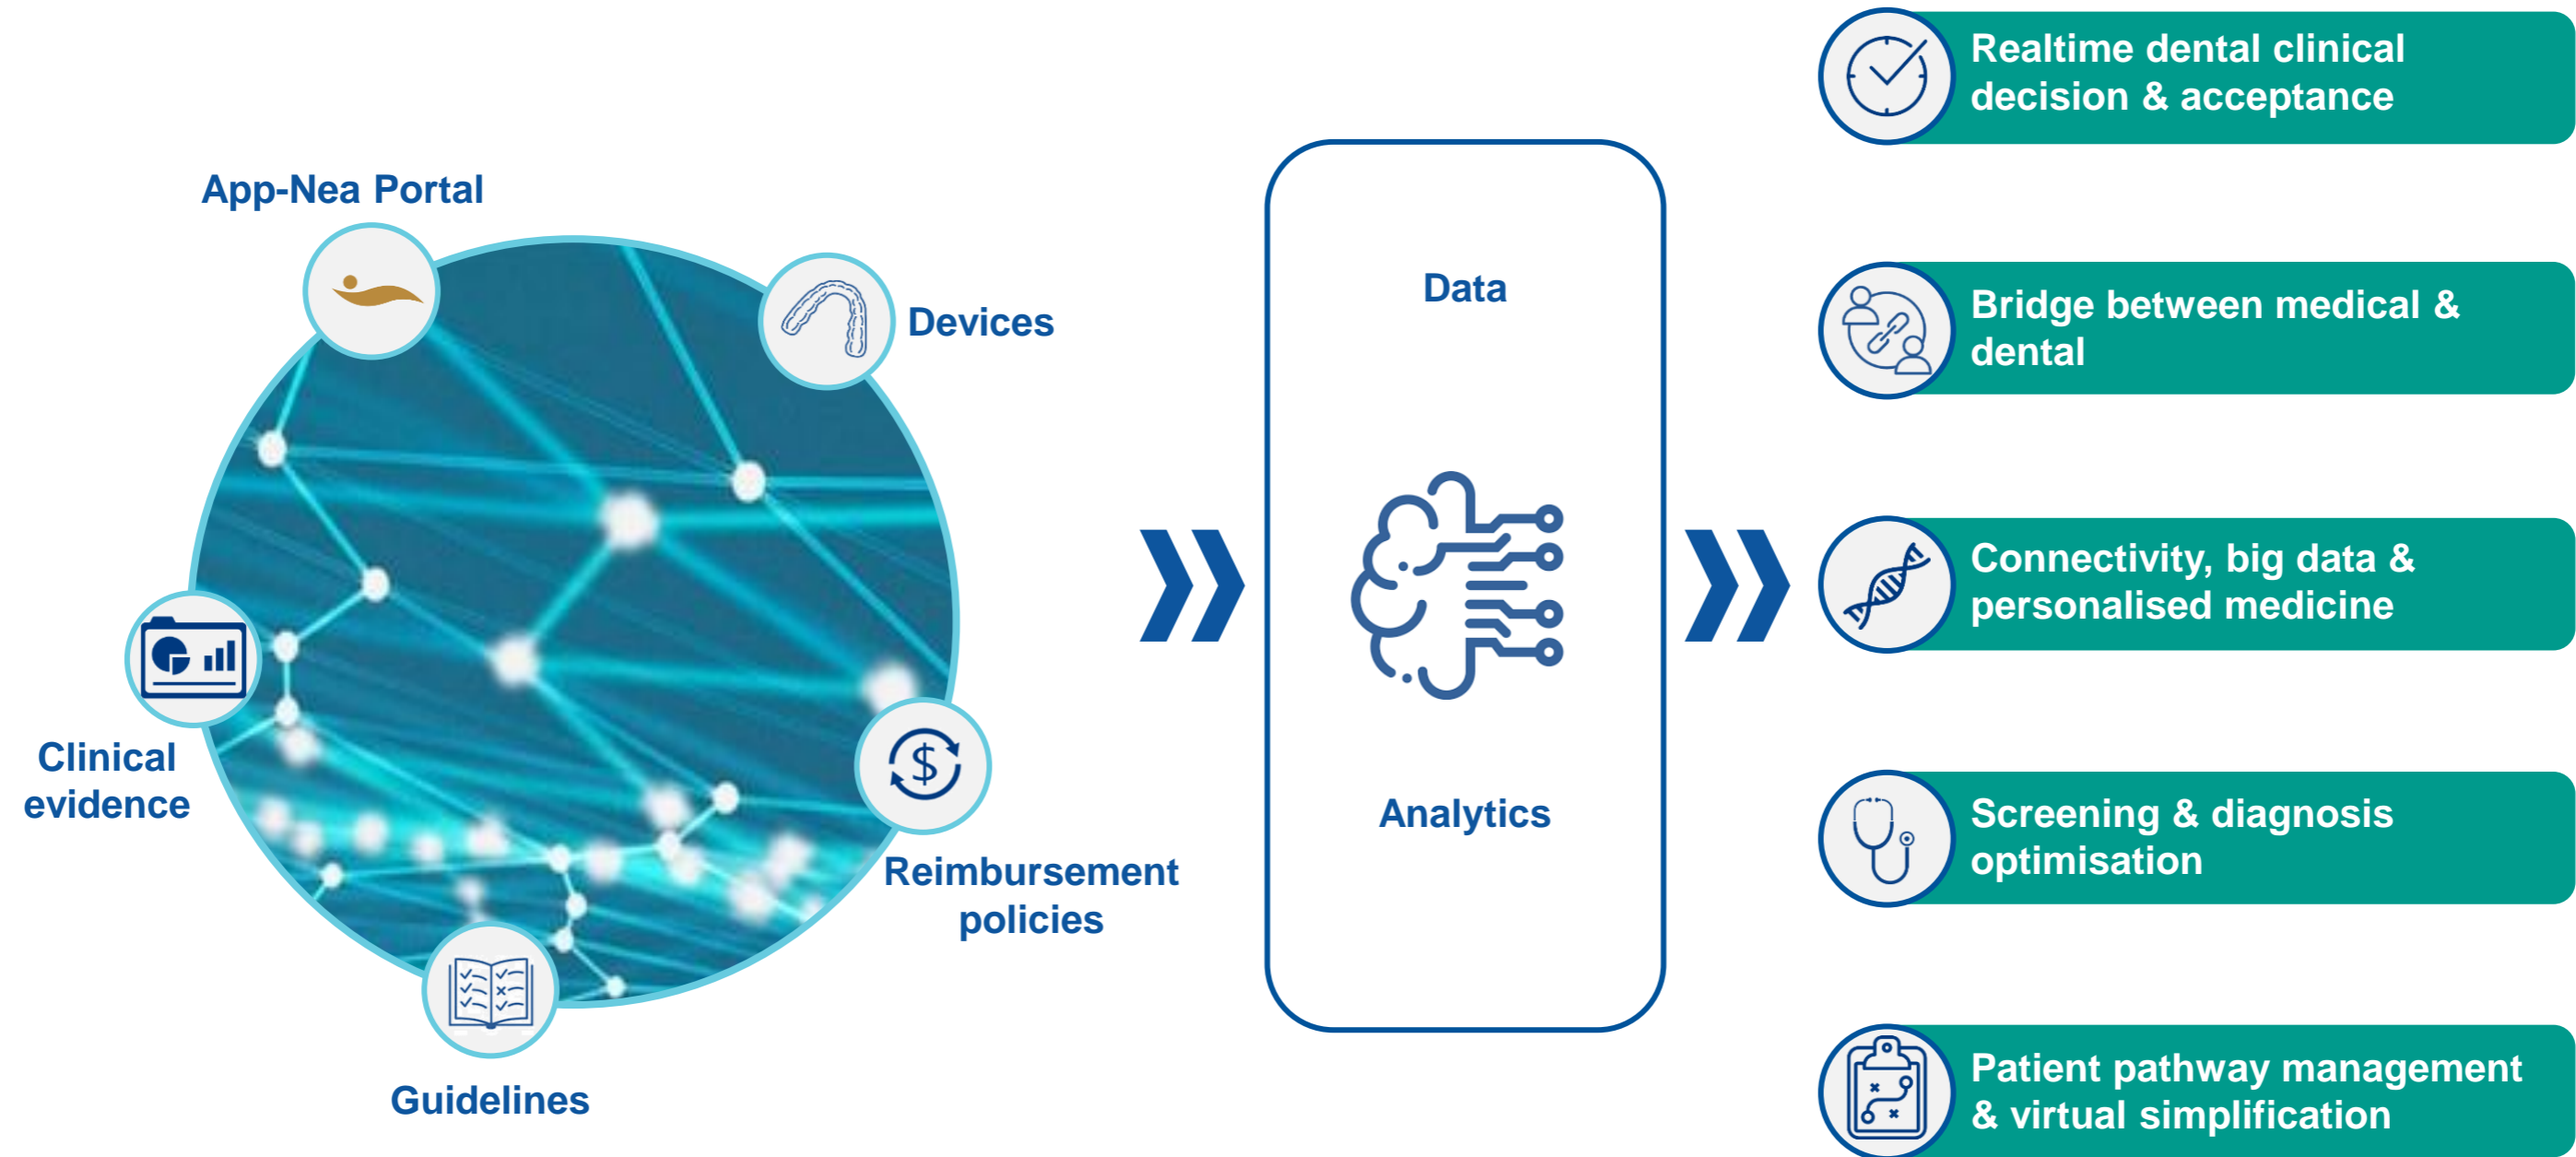 App-Nea Portal
Devices
Clinical
evidence
Reimbursement
policies
Guidelines
Data
Analytics
Realtime dental clinical
decision & acceptance
Bridge between medical &
dental
Connectivity, big data &
personalised medicine
Screening & diagnosis
optimisation
Patient pathway management
& virtual simplification